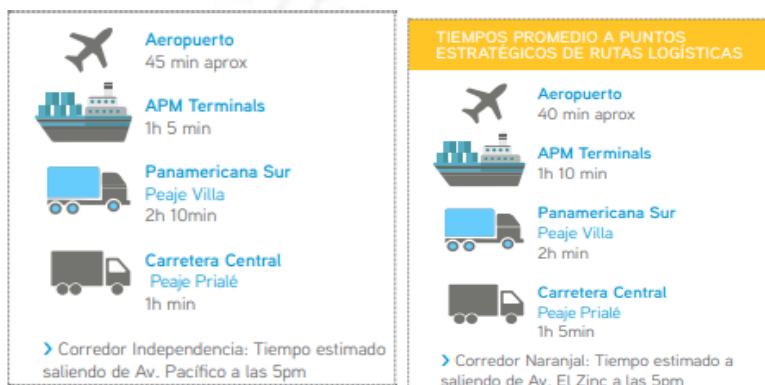 Aeropuerto
45 min aprox
APM Terminals
1h 5 min
Panamericana Sur
Peaje Villa
2h 10min
Carretera Central
Peaje Prialé
1h min
> Corredor Independencia: Tiempo estimado
saliendo de Av. Pacífico a las 5pm
TIEMPOS PROMEDIO A PUNTOS
ESTRATÉGICOS DE RUTAS LOGÍSTICAS
Aeropuerto
40 min aprox
APM Terminals
1h 10 min
Panamericana Sur
Peaje Villa
2h min
Carretera Central
Peaje Prialé
1h 5min
> Corredor Naranjal: Tiempo estimado a
saliendo de Av. El Zinc a las 5pm